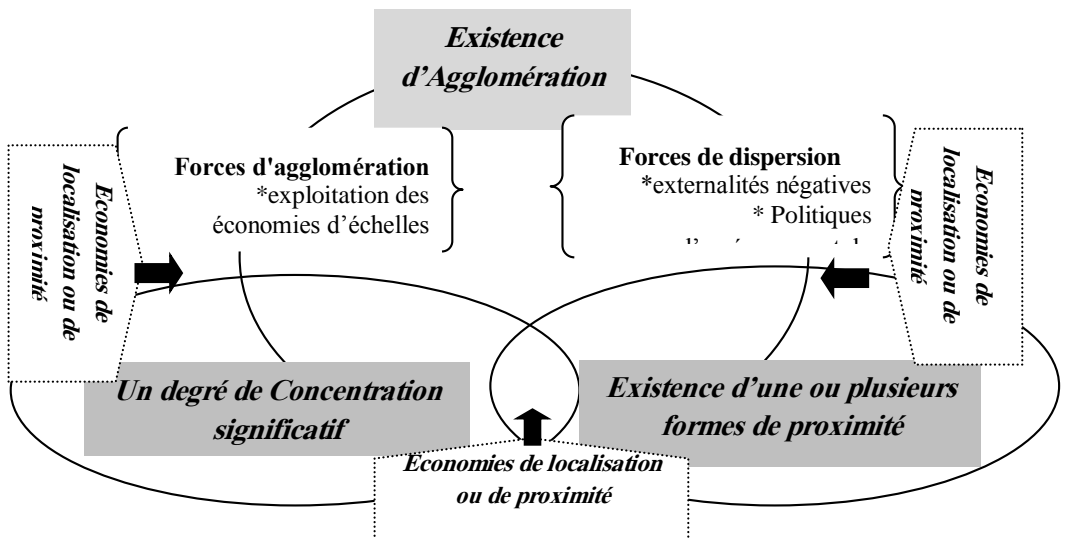 Existence
d'Agglomération
Forces d'agglomération
*exploitation des
économies d'échelles
Forces de dispersion
*externalités négatives
* Politiques
Economies de
localisation ou de
proximité
Economies de
localisation ou de
proximité
Un degré de Concentration
significatif
Existence d'une ou plusieurs
formes de proximité
Economies de localisation
ou de proximité